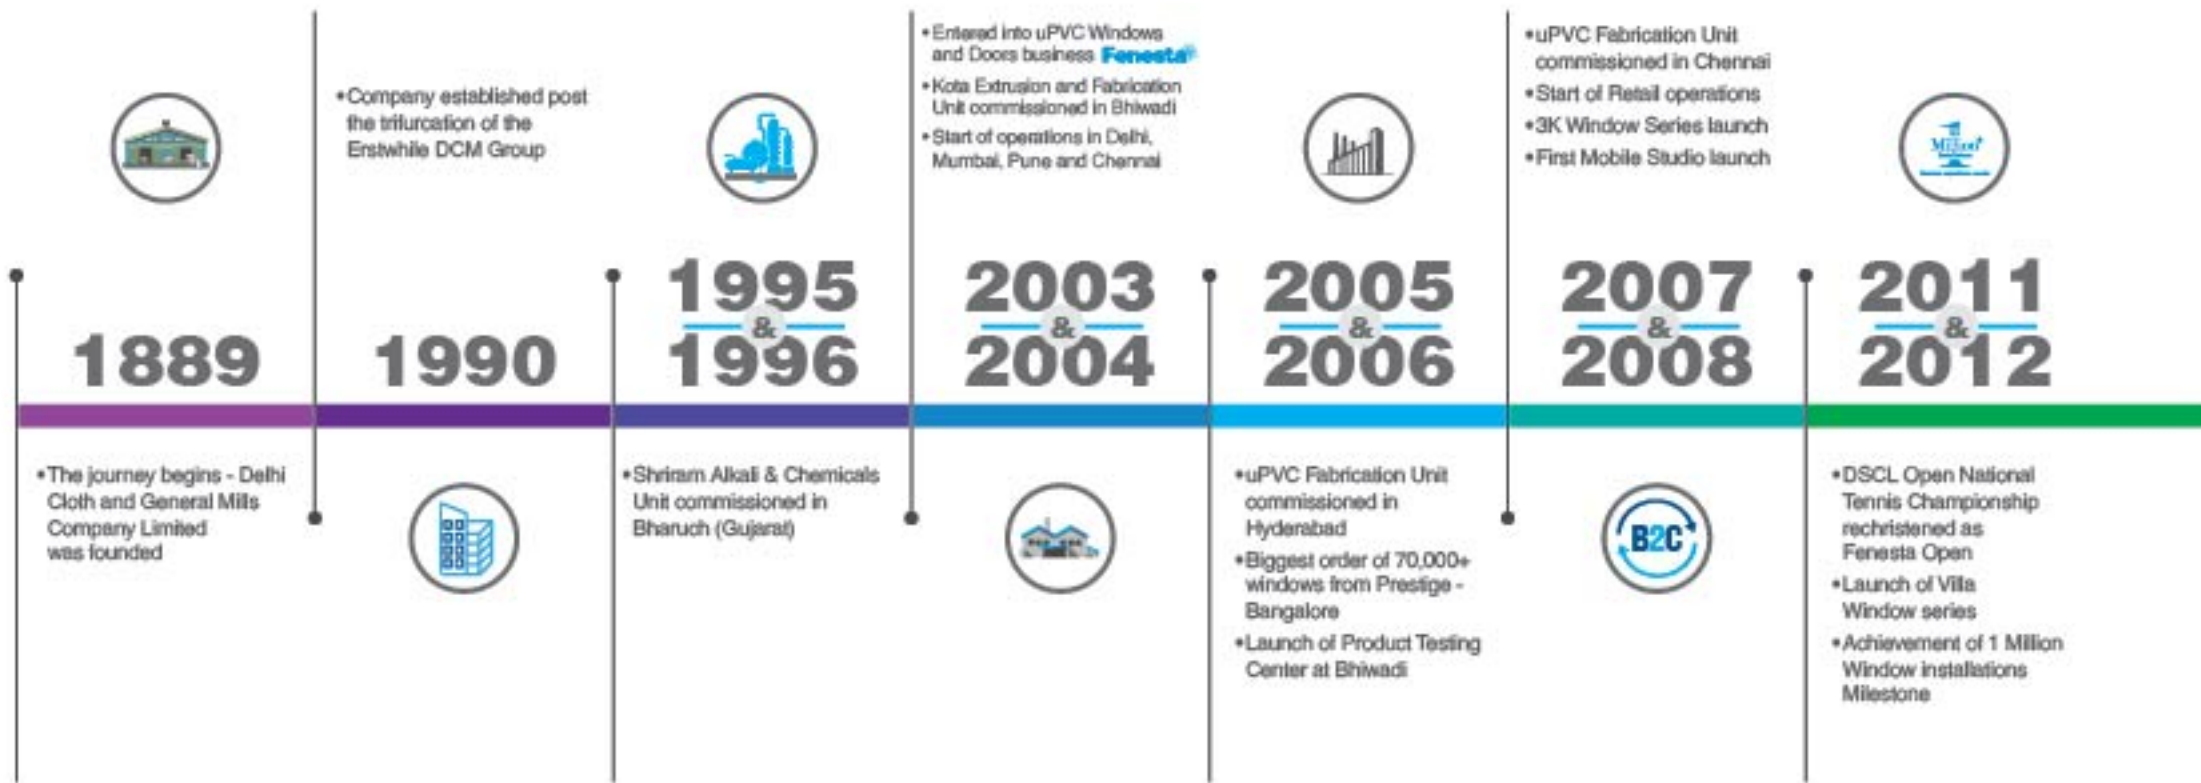 1889
• The journey begins - Delhi
Cloth and General Mills
Company Limited
was founded
• Company established post
the trifurcation of the
Erstwhile DCM Group
1990
1995
&
1996
• Shriram Alkali & Chemicals
Unit commissioned in
Bharuch (Gujarat)
• Entered into uPVC Windows
and Doors business Fenesta
• Kota Extrusion and Fabrication
Unit commissioned in Bhiwadi
• Start of operations in Delhi,
Mumbai, Pune and Chennai
2003
&
2004
2005
&
2006
• uPVC Fabrication Unit
commissioned in
Hyderabad
• Biggest order of 70,000+
windows from Prestige -
Bangalore
• Launch of Product Testing
Center at Bhiwadi
• uPVC Fabrication Unit
commissioned in Chennai
• Start of Retail operations
• 3K Window Series launch
• First Mobile Studio launch
2007
&
2008
B2C
Million
2011
&
2012
• DSCL Open National
Tennis Championship
rechristened as
Fenesta Open
• Launch of Villa
Window series
• Achievement of 1 Million
Window installations
Milestone